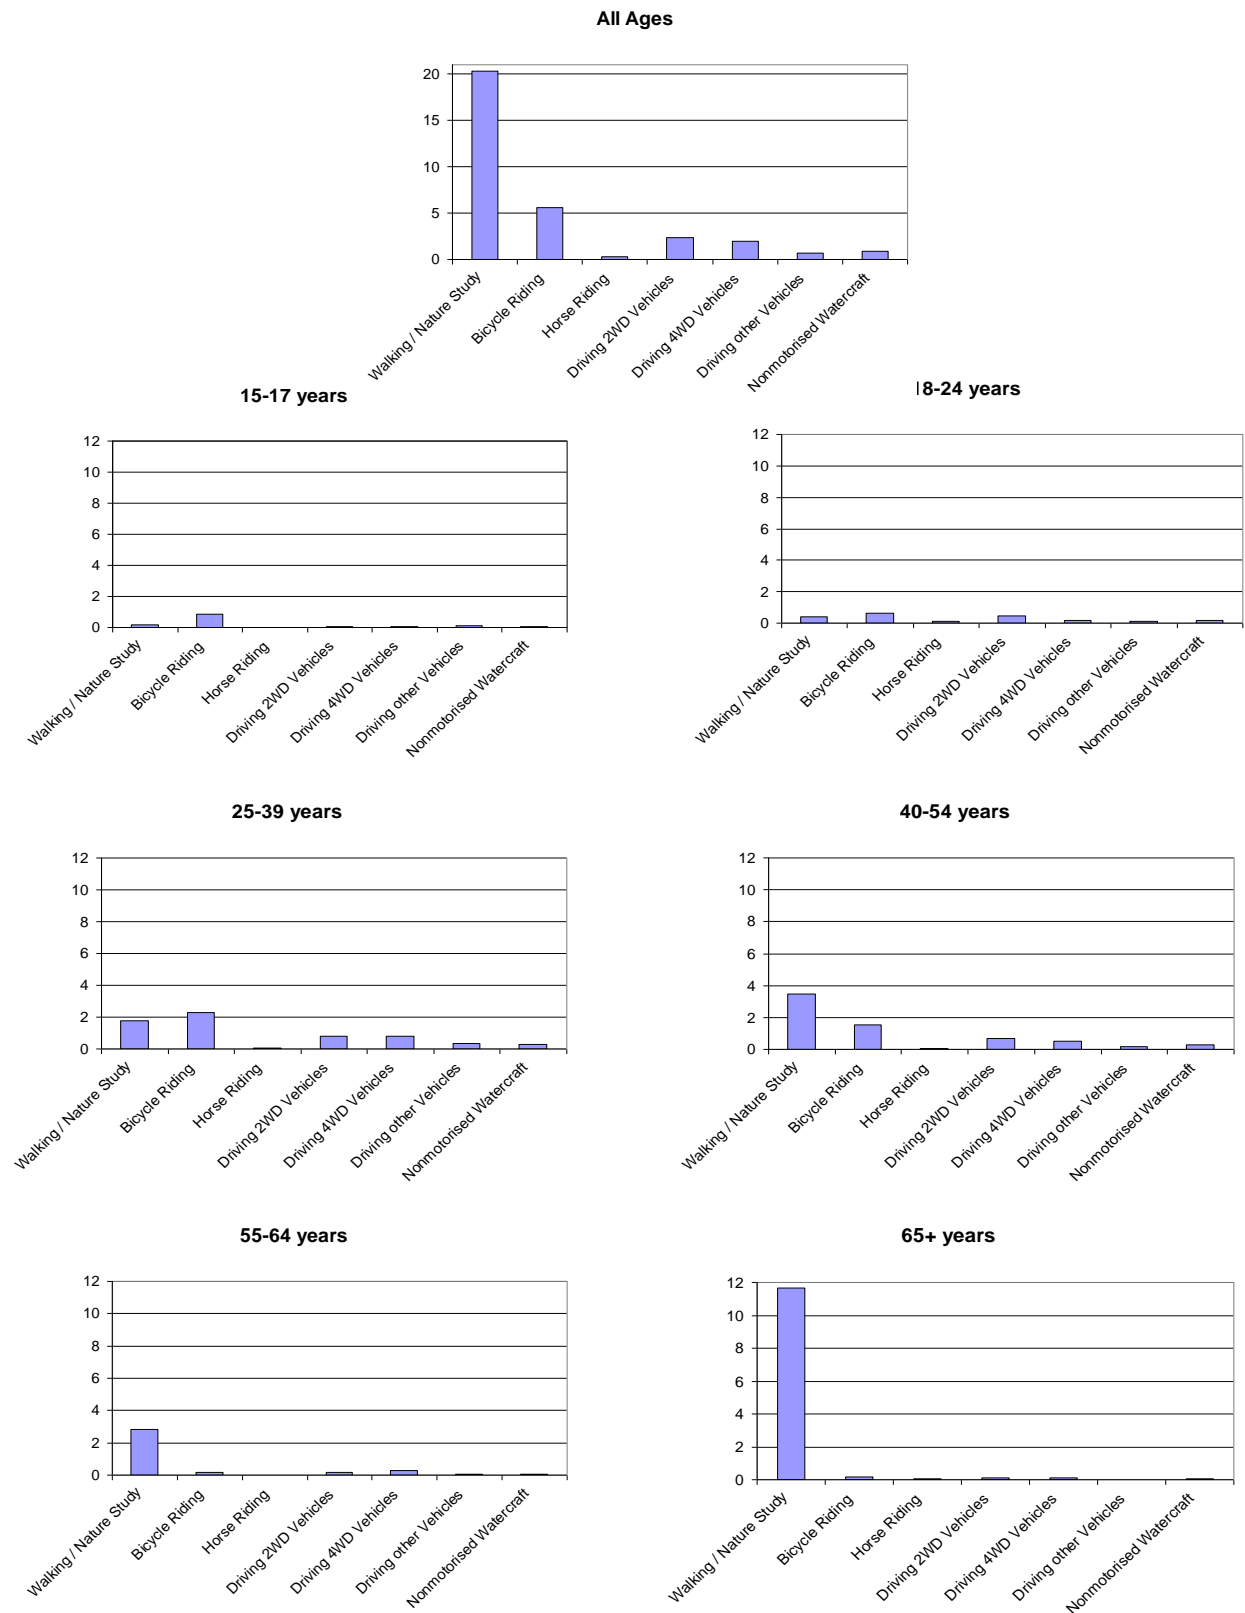 All Ages
20
15
10
5
0
Walking / Nature Study
Bicycle Riding
Horse Riding
Driving 2WD Vehicles
Driving 4WD Vehicles
Driving other Vehicles
Nonmotorised Watercraft
15-17 years
12
10
8
6
4
2
0
Walking / Nature Study
Bicycle Riding
Horse Riding
Driving 2WD Vehicles
Driving 4WD Vehicles
Driving other Vehicles
Nonmotorised Watercraft
18-24 years
12
10
8
6
4
2
0
Walking / Nature Study
Bicycle Riding
Horse Riding
Driving 2WD Vehicles
Driving 4WD Vehicles
Driving other Vehicles
Nonmotorised Watercraft
25-39 years
12
10
8
6
4
2
0
Walking / Nature Study
Bicycle Riding
Horse Riding
Driving 2WD Vehicles
Driving 4WD Vehicles
Driving other Vehicles
Nonmotorised Watercraft
40-54 years
12
10
8
6
4
2
0
Walking / Nature Study
Bicycle Riding
Horse Riding
Driving 2WD Vehicles
Driving 4WD Vehicles
Driving other Vehicles
Nonmotorised Watercraft
55-64 years
12
10
8
6
4
2
0
Walking / Nature Study
Bicycle Riding
Horse Riding
Driving 2WD Vehicles
Driving 4WD Vehicles
Driving other Vehicles
Nonmotorised Watercraft
65+ years
12
10
8
6
4
2
0
Walking / Nature Study
Bicycle Riding
Horse Riding
Driving 2WD Vehicles
Driving 4WD Vehicles
Driving other Vehicles
Nonmotorised Watercraft